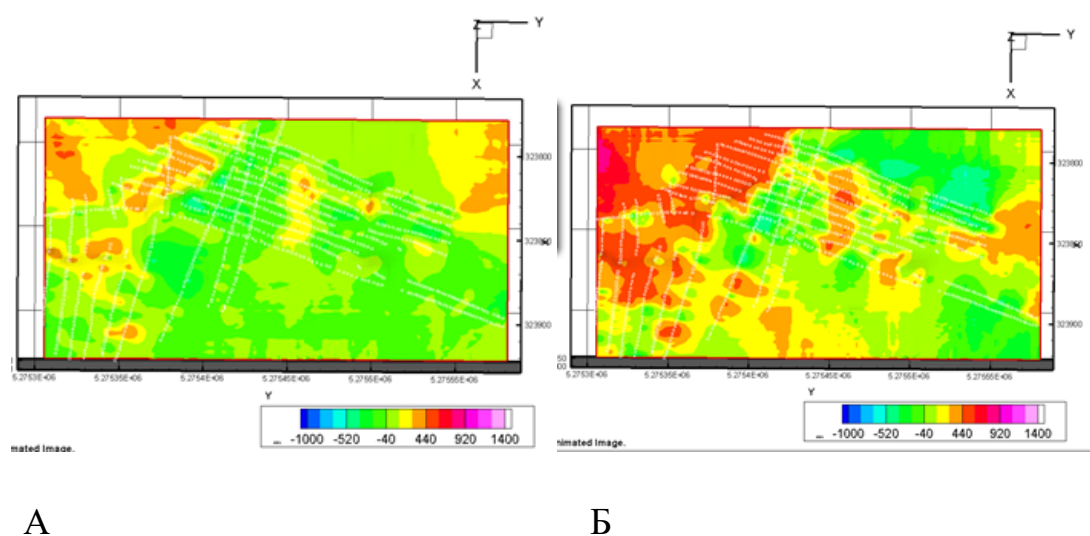 Z Y
X
Z Y
X
323800
323900
323800
323900
5.2753E+06 5.27535E+06 5.2754E+06 5.27545E+06 5.2755E+06 5.27555E+06
5.2753E+06 5.27535E+06 5.2754E+06 5.27545E+06 5.2755E+06 5.27555E+06
Y
Y
-1000 -520 -40 440 920 1400
-1000 -520 -40 440 920 1400
mated Image.
nimated Image.
А Б